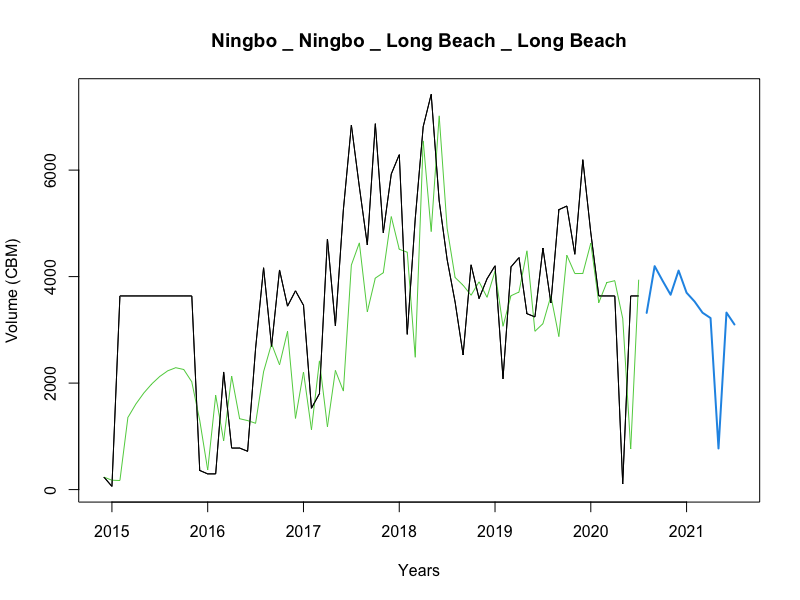 Ningbo _ Ningbo _ Long Beach _ Long Beach
Volume (CBM)
6000
4000
2000
0
2015 2016 2017 2018 2019 2020 2021
Years